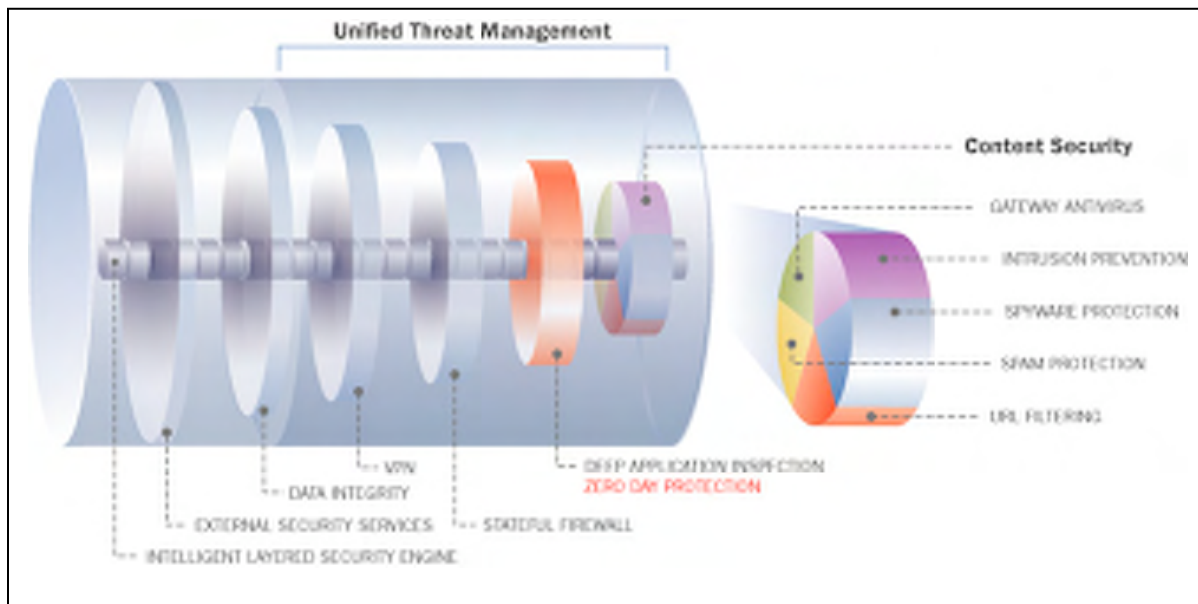 Unified Threat Management
Content Security
GATEWAY ANTIVIRUS
INTRUSION PREVENTION
SPYWARE PROTECTION
SPAM PROTECTION
URL FILTERING
VPN
DEEP APPLICATION INSPECTION
ZERO DAY PROTECTION
DATA INTEGRITY
EXTERNAL SECURITY SERVICES
STATEFUL FIREWALL
INTELLIGENT LAYERED SECURITY ENGINE